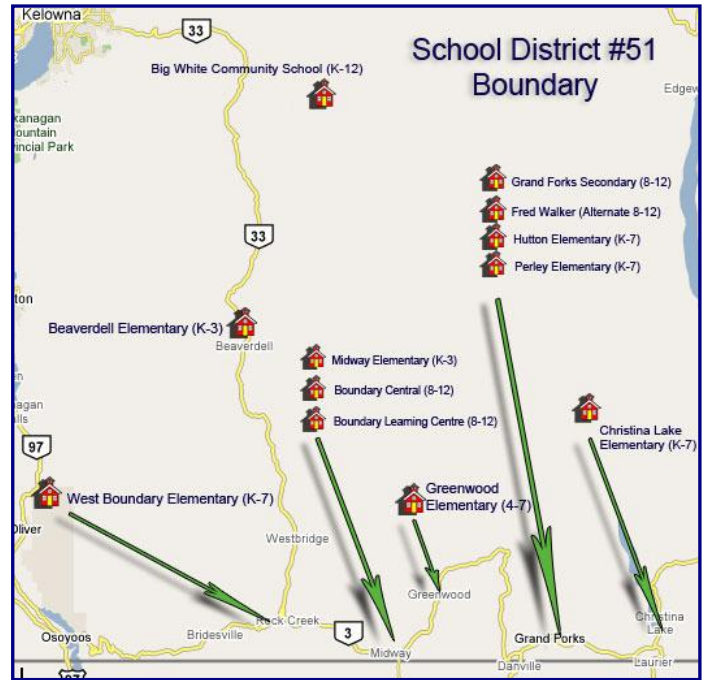 Kelowna
33
School District #51
Boundary
Big White Community School (K-12)
Edgew
kanagan
ountain
incial Park
Grand Forks Secondary (8-12)
Fred Walker (Alternate 8-12)
Hutton Elementary (K-7)
Perley Elementary (K-7)
33
ton
Beaverdell Elementary (K-3)
Beaverdell
Midway Elementary (K-3)
Boundary Central (8-12)
Boundary Learning Centre (8-12)
Christina Lake
Elementary (K-7)
anagan
alls
97
West Boundary Elementary (K-7)
Greenwood
Elementary (4-7)
Oliver
Westbridge
Greenwood
Rock Creek
Christina
Lake
Osoyoos
Bridesville
3
Midway
Grand Forks
Danville
Laurier
97